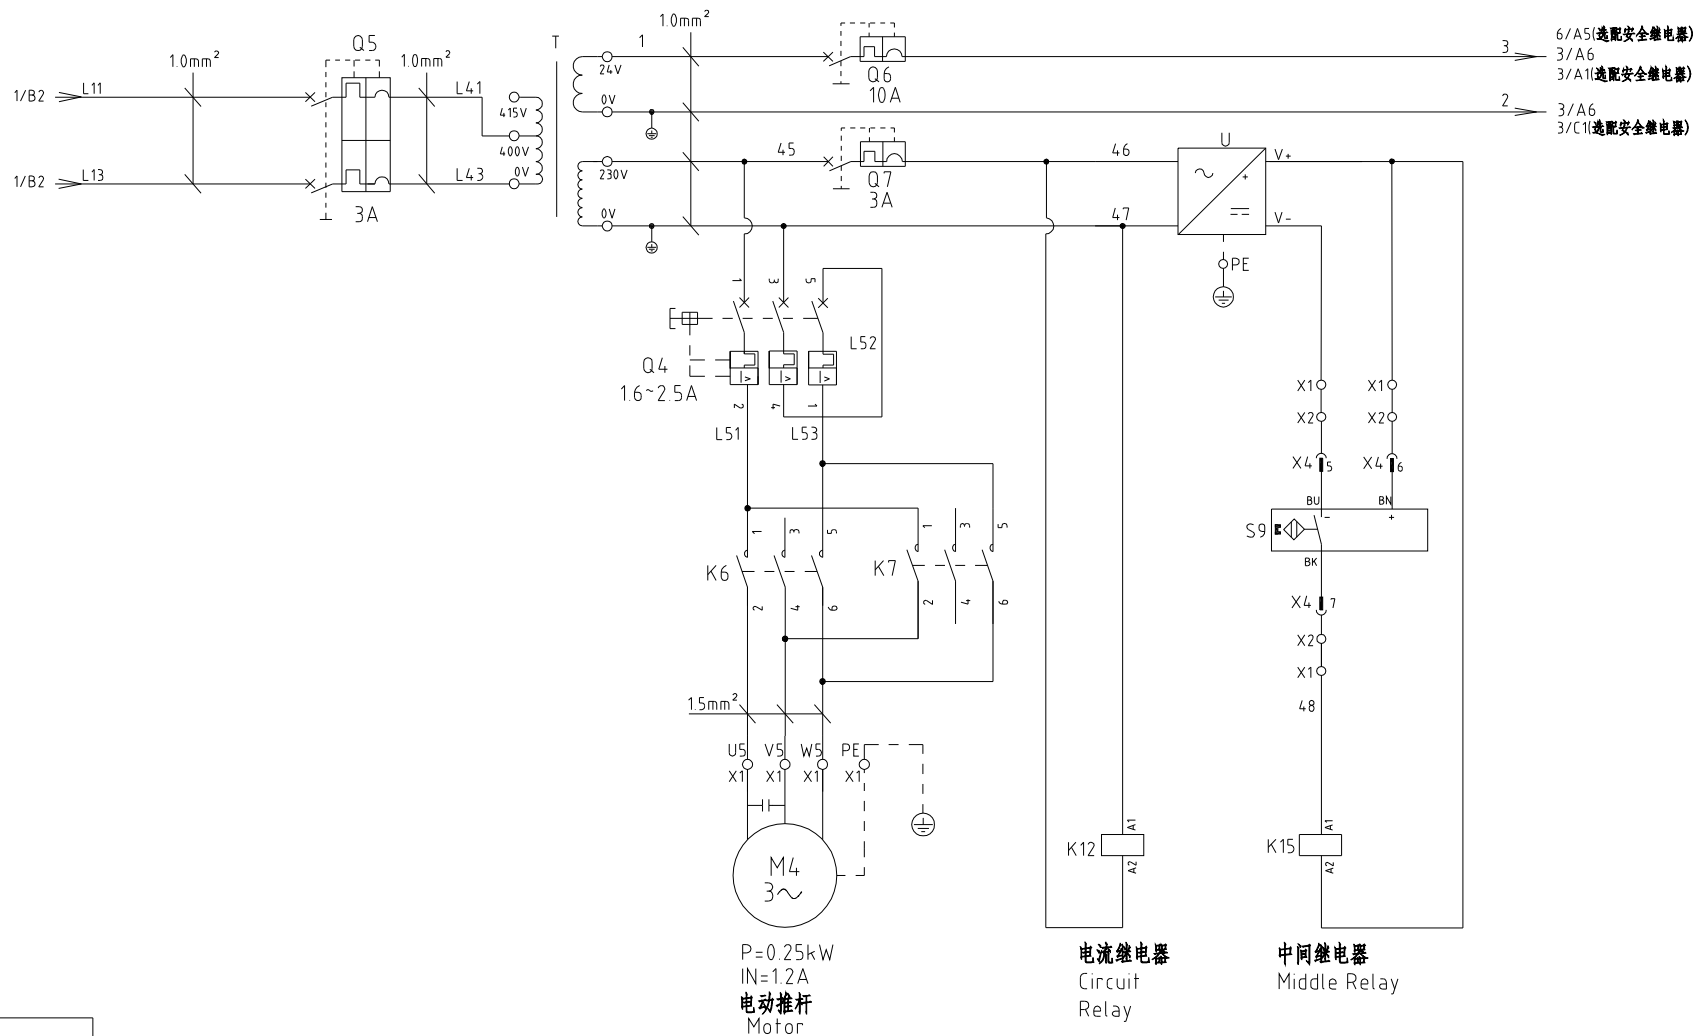 6/A5(选配安全继电器)
3 3/A6
3/A1(选配安全继电器)
2 3/A6
3/C1(选配安全继电器)
1.0mm²
1
24V
0V
Q6
10A
T
Q5
1.0mm²
1.0mm²
1/B2 L11
L41
415V
400V
0V
1/B2 L13
L43
3A
45
46
U
V+
230V
Q7
3A
0V
47
V-
PE
1 3 5
L52
Q4
1.6~2.5A
2 4 1
L51 L53
X1 X1
X2 X2
X4 5 X4 6
BU BN
- +
S9
BK
X4 7
X2
X1
48
1 3 5
1 3 5
K6
K7
2 4 6
2 4 6
1.5mm²
U5 V5 W5 PE
X1 X1 X1 X1
M4
3~
P=0.25kW
IN=1.2A
电动推杆
Motor
A1
K12
A2
电流继电器
Circuit
Relay
A1
K15
A2
中间继电器
Middle Relay